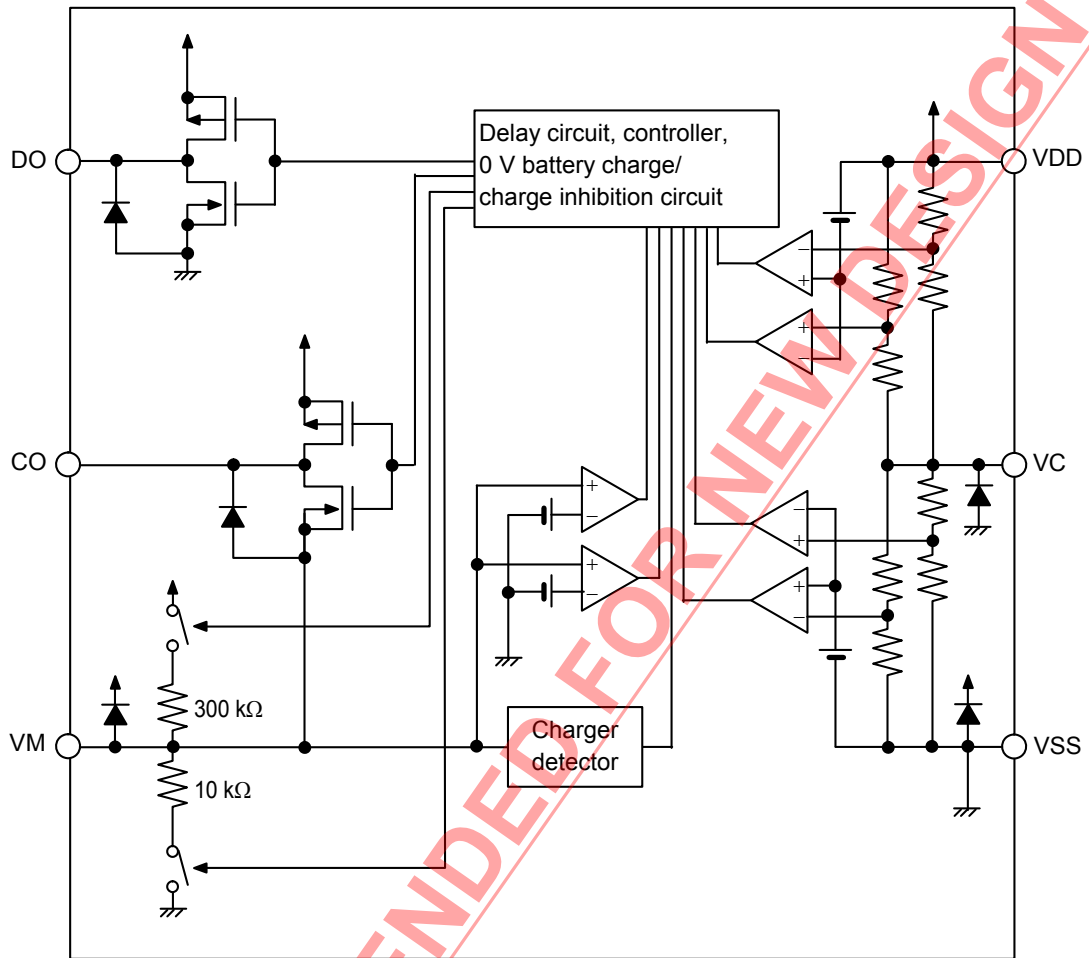 Delay circuit, controller,
0 V battery charge/
charge inhibition circuit
DO
VDD
CO
VC
300 kΩ
VM
10 kΩ
Charger
detector
VSS
+
−
−
+
+
−
+
−
−
+
+
−
ENDED FOR NEW DESIGN